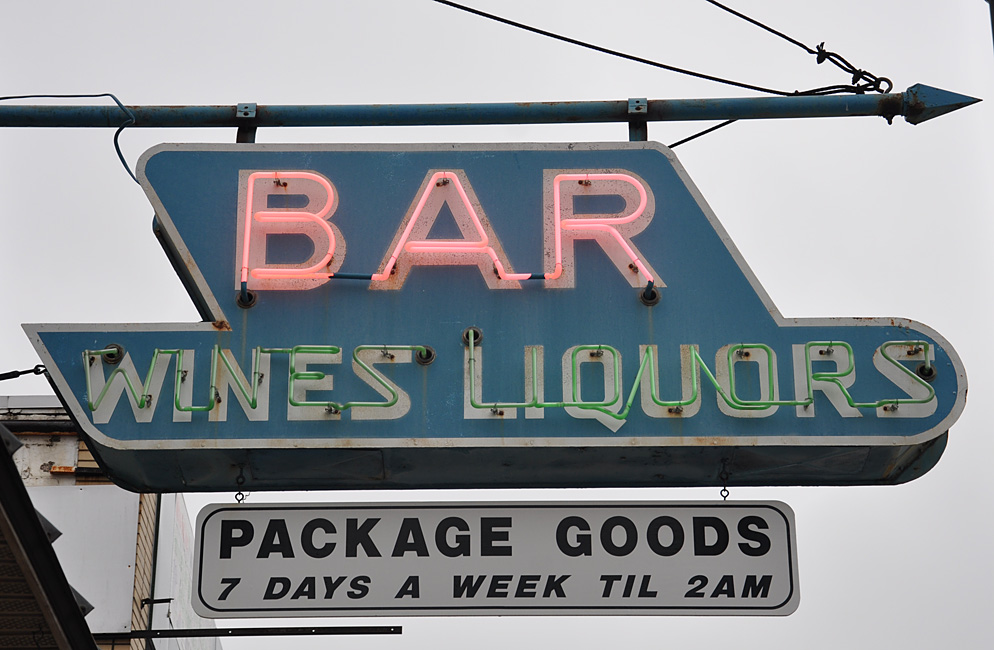 BAR
WINES LIQUORS
PACKAGE GOODS
7 DAYS A WEEK TIL 2AM